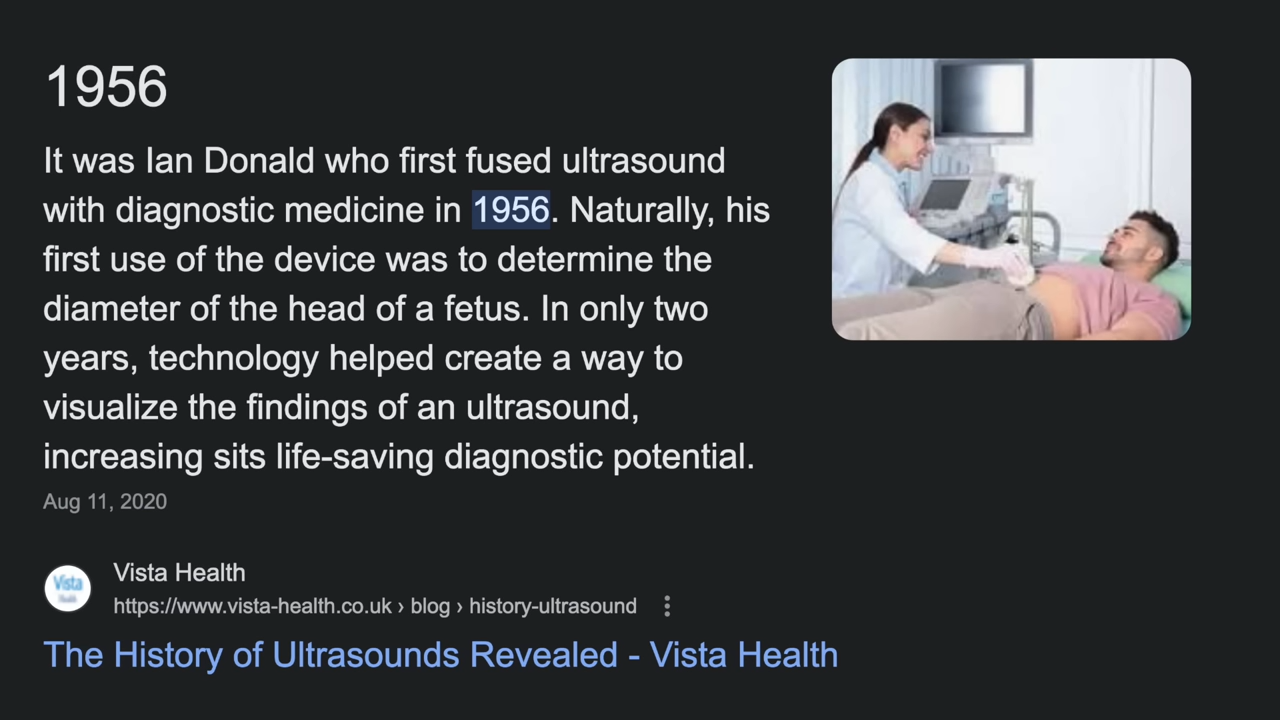 1956
It was Ian Donald who first fused ultrasound
with diagnostic medicine in 1956. Naturally, his
first use of the device was to determine the
diameter of the head of a fetus. In only two
years, technology helped create a way to
visualize the findings of an ultrasound,
increasing sits life-saving diagnostic potential.
Aug 11, 2020
Vista
Health
Vista Health
https://www.vista-health.co.uk › blog › history-ultrasound
The History of Ultrasounds Revealed - Vista Health